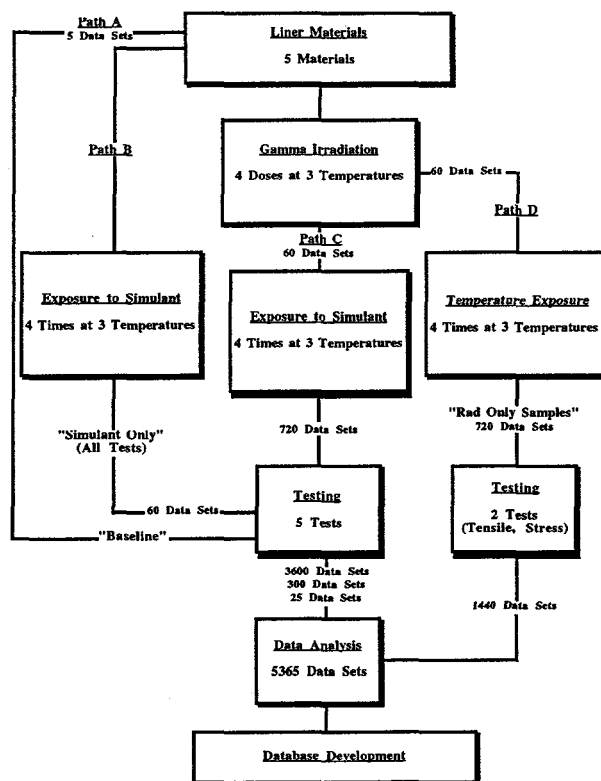 Path A
5 Data Sets
Liner Materials
5 Materials
Path B
Gamma Irradiation
4 Doses at 3 Temperatures
60 Data Sets
Path D
Path C
60 Data Sets
Exposure to Simulant
4 Times at 3 Temperatures
Exposure to Simulant
4 Times at 3 Temperatures
Temperature Exposure
4 Times at 3 Temperatures
"Simulant Only"
(All Tests)
720 Data Sets
"Rad Only Samples"
720 Data Sets
60 Data Sets
"Baseline"
Testing
5 Tests
Testing
2 Tests
(Tensile, Stress)
3600 Data Sets
300 Data Sets
25 Data Sets
1440 Data Sets
Data Analysis
5365 Data Sets
Database Development